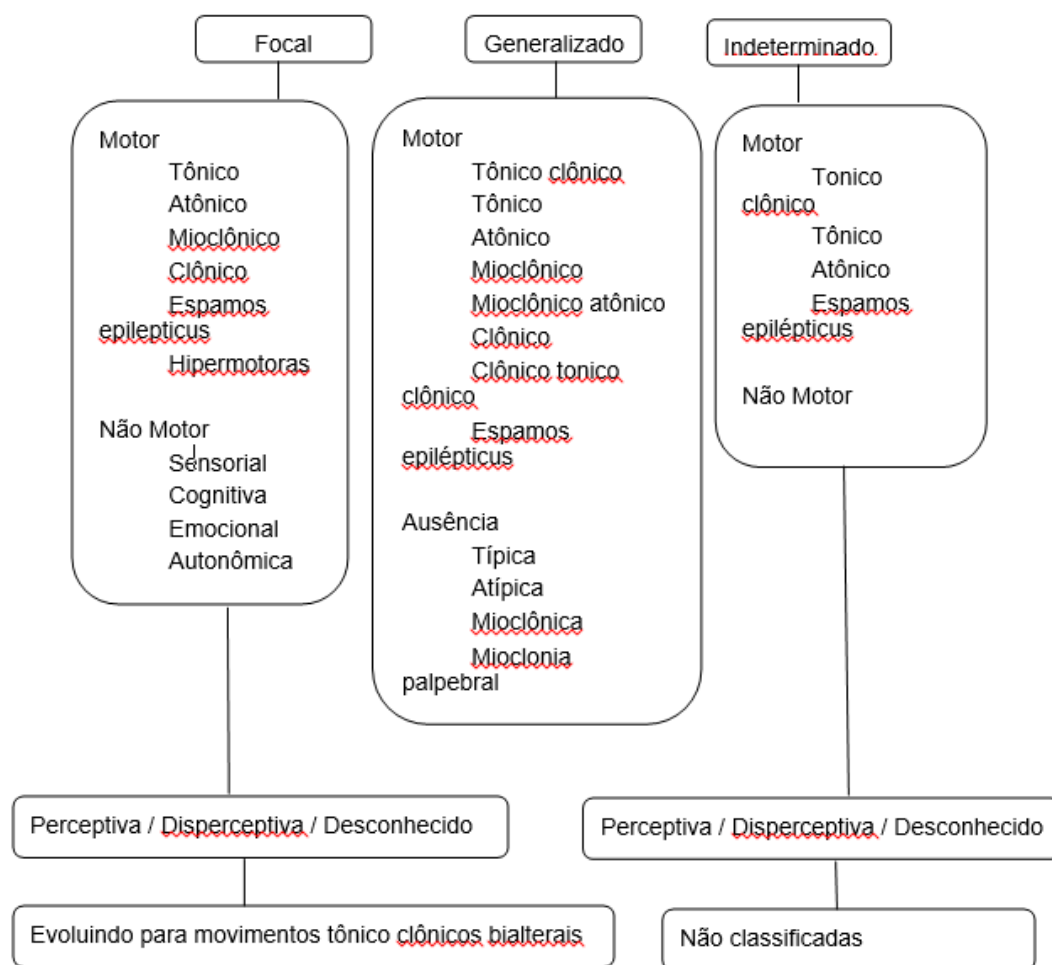 Focal
Generalizado
Indeterminado.
Motor
Tônico
Atônico
Mioclônico
Clônico
Espamos
epilepticus
Hipermotoras
Não Motor
Sensorial
Cognitiva
Emocional
Autonômica
Motor
Tônico clônico
Tônico
Atônico
Mioclônico
Mioclônico atônico
Clônico
Clônico tonico
clônico
Espamos
epilépticus
Ausência
Típica
Atípica
Mioclônica
Mioclonia
palpebral
Motor
Tonico
clônico
Tônico
Atônico
Espamos
epilépticus
Não Motor
Perceptiva / Disperceptiva / Desconhecido
Perceptiva / Disperceptiva / Desconhecido
Evoluindo para movimentos tônico clônicos bialterais
Não classificadas